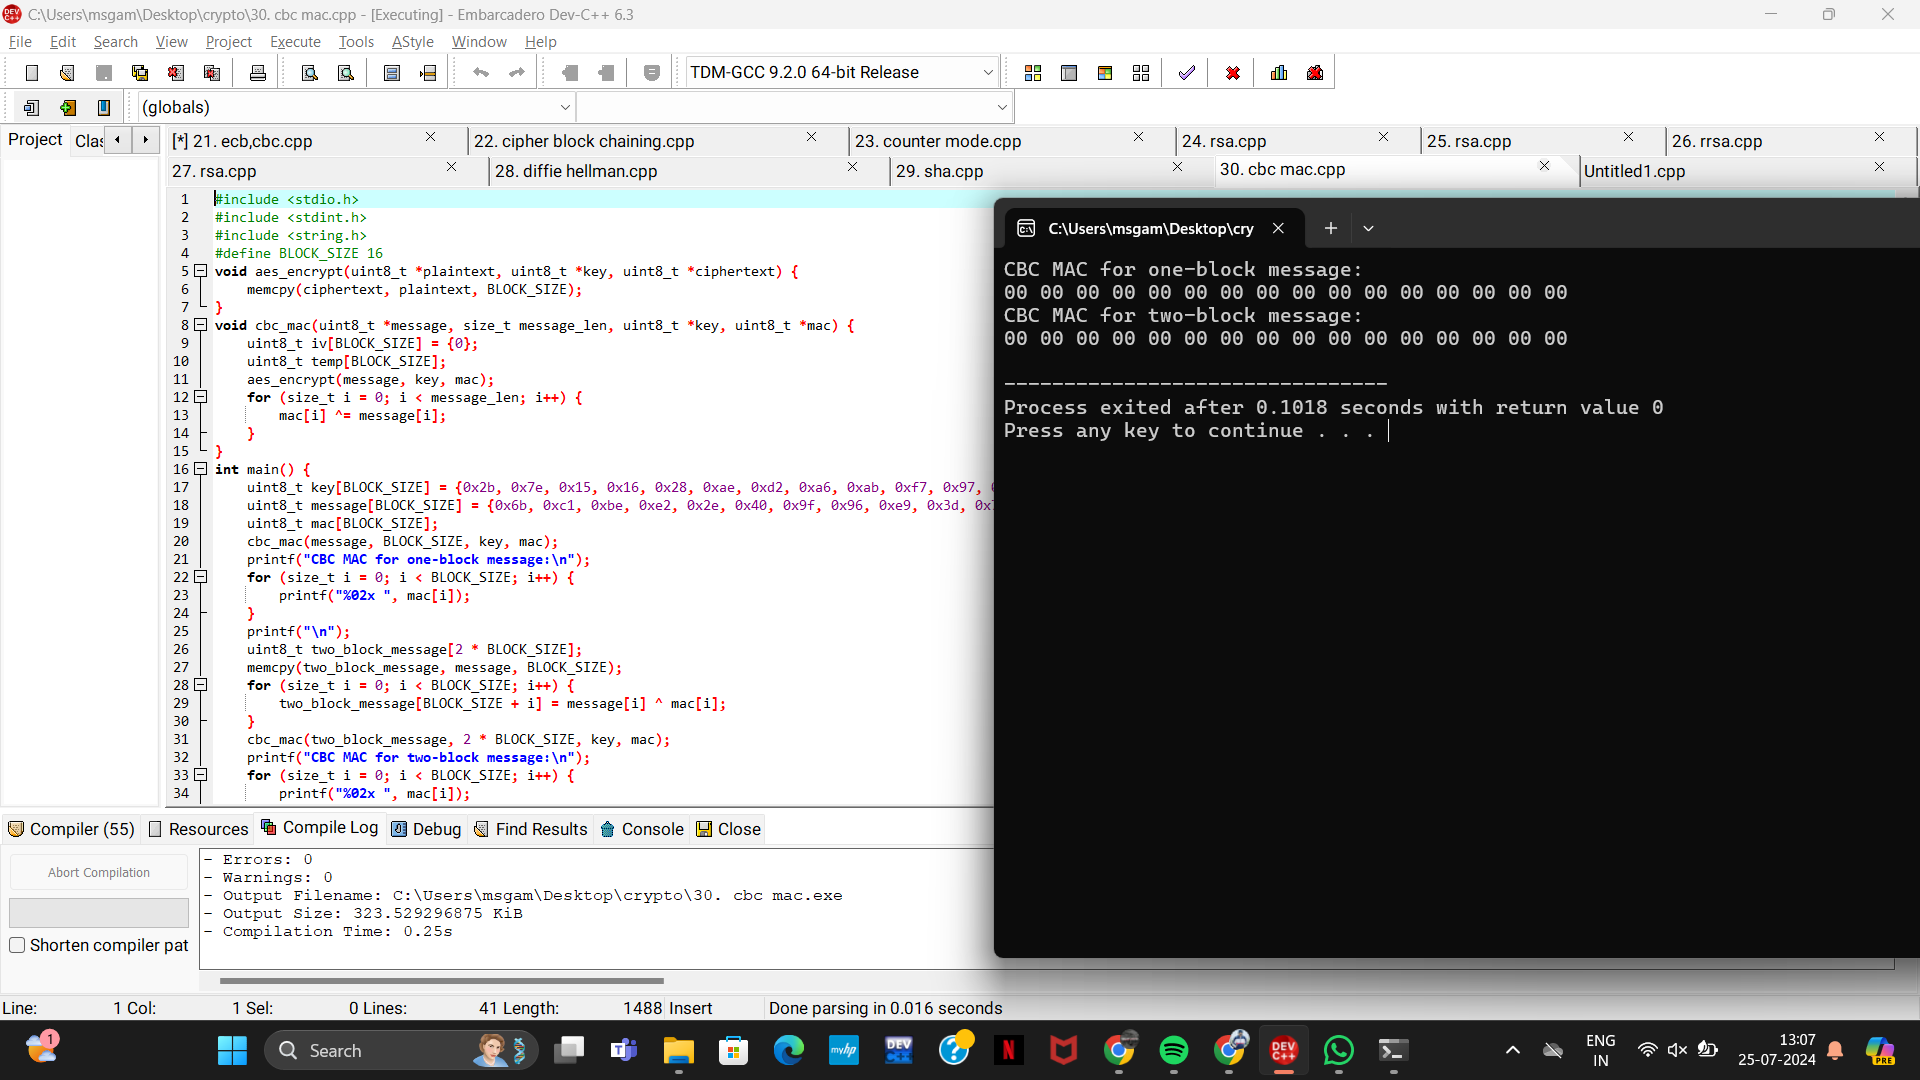 C:\Users\msgam\Desktop\crypto\30. cbc mac.cpp - [Executing] - Embarcadero Dev-C++ 6.3
File Edit Search View Project Execute Tools AStyle Window Help
TDM-GCC 9.2.0 64-bit Release
(globals)
Project Clas [*] 21. ecb,cbc.cpp 22. cipher block chaining.cpp 23. counter mode.cpp 24. rsa.cpp 25. rsa.cpp 26. rrsa.cpp
27. rsa.cpp 28. diffie hellman.cpp 29. sha.cpp 30. cbc mac.cpp Untitled1.cpp
1 #include <stdio.h>
2 #include <stdint.h>
3 #include <string.h>
4 #define BLOCK_SIZE 16
5 void aes_encrypt(uint8_t *plaintext, uint8_t *key, uint8_t *ciphertext) {
6 memcpy(ciphertext, plaintext, BLOCK_SIZE);
7 }
8 void cbc_mac(uint8_t *message, size_t message_len, uint8_t *key, uint8_t *mac) {
9 uint8_t iv[BLOCK_SIZE] = {0};
10 uint8_t temp[BLOCK_SIZE];
11 aes_encrypt(message, key, mac);
12 for (size_t i = 0; i < message_len; i++) {
13 mac[i] ^= message[i];
14 }
15 }
16 int main() {
17 uint8_t key[BLOCK_SIZE] = {0x2b, 0x7e, 0x15, 0x16, 0x28, 0xae, 0xd2, 0xa6, 0xab, 0xf7, 0x97,
18 uint8_t message[BLOCK_SIZE] = {0x6b, 0xc1, 0xbe, 0xe2, 0x2e, 0x40, 0x9f, 0x96, 0xe9, 0x3d,
19 uint8_t mac[BLOCK_SIZE];
20 cbc_mac(message, BLOCK_SIZE, key, mac);
21 printf("CBC MAC for one-block message:\n");
22 for (size_t i = 0; i < BLOCK_SIZE; i++) {
23 printf("%02x ", mac[i]);
24 }
25 printf("\n");
26 uint8_t two_block_message[2 * BLOCK_SIZE];
27 memcpy(two_block_message, message, BLOCK_SIZE);
28 for (size_t i = 0; i < BLOCK_SIZE; i++) {
29 two_block_message[BLOCK_SIZE + i] = message[i] ^ mac[i];
30 }
31 cbc_mac(two_block_message, 2 * BLOCK_SIZE, key, mac);
32 printf("CBC MAC for two-block message:\n");
33 for (size_t i = 0; i < BLOCK_SIZE; i++) {
34 printf("%02x ", mac[i]);
C:\Users\msgam\Desktop\cry
CBC MAC for one-block message:
00 00 00 00 00 00 00 00 00 00 00 00 00 00 00 00
CBC MAC for two-block message:
00 00 00 00 00 00 00 00 00 00 00 00 00 00 00 00
--------------------------------
Process exited after 0.1018 seconds with return value 0
Press any key to continue . . .
Compiler (55) Resources Compile Log Debug Find Results Console Close
Abort Compilation
Shorten compiler pat
- Errors: 0
- Warnings: 0
- Output Filename: C:\Users\msgam\Desktop\crypto\30. cbc mac.exe
- Output Size: 323.529296875 KiB
- Compilation Time: 0.25s
Line: 1 Col: 1 Sel: 0 Lines: 41 Length: 1488 Insert Done parsing in 0.016 seconds
1
Search
myhp
DEV C++
DEV C++
ENG
IN
13:07
25-07-2024
PRE